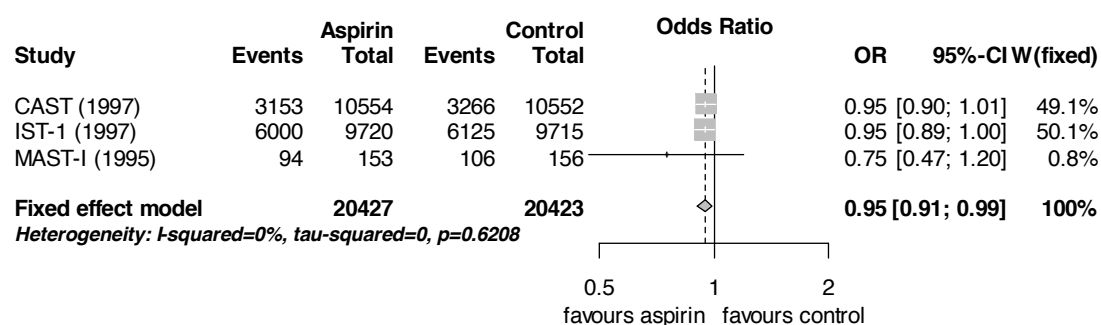 Aspirin Control Odds Ratio
Study Events Total Events Total OR 95%-CI W(fixed)
CAST (1997) 3153 10554 3266 10552 0.95 [0.90; 1.01] 49.1%
IST-1 (1997) 6000 9720 6125 9715 0.95 [0.89; 1.00] 50.1%
MAST-I (1995) 94 153 106 156 0.75 [0.47; 1.20] 0.8%
Fixed effect model 20427 20423 0.95 [0.91; 0.99] 100%
Heterogeneity: I-squared=0%, tau-squared=0, p=0.6208
0.5 1 2
favours aspirin favours control